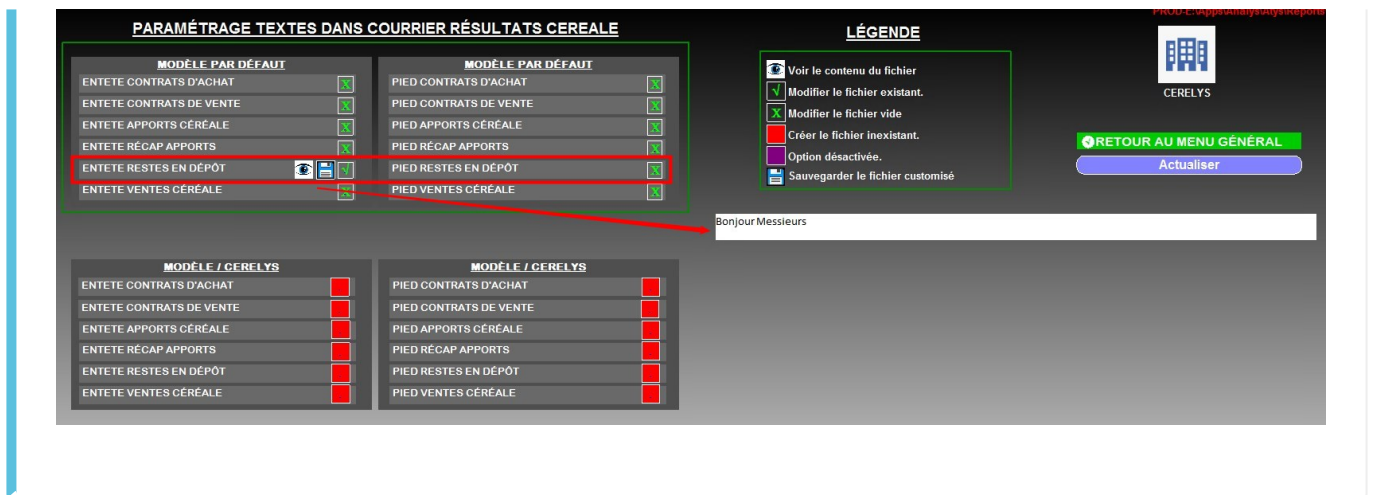 PROD-E:\Apps\Analys\Alys\Reports
PARAMÉTRAGE TEXTES DANS COURRIER RÉSULTATS CEREALE
LÉGENDE
MODÈLE PAR DÉFAUT
ENTETE CONTRATS D'ACHAT X
ENTETE CONTRATS DE VENTE X
ENTETE APPORTS CÉRÉALE X
ENTETE RÉCAP APPORTS X
ENTETE RESTES EN DÉPÔT √
ENTETE VENTES CÉRÉALE X
MODÈLE PAR DÉFAUT
PIED CONTRATS D'ACHAT X
PIED CONTRATS DE VENTE X
PIED APPORTS CÉRÉALE X
PIED RÉCAP APPORTS X
PIED RESTES EN DÉPÔT X
PIED VENTES CÉRÉALE X
Voir le contenu du fichier
√ Modifier le fichier existant.
X Modifier le fichier vide
Créer le fichier inexistant.
Option désactivée.
Sauvegarder le fichier customisé
CERELYS
RETOUR AU MENU GÉNÉRAL
Actualiser
Bonjour Messieurs
MODÈLE / CERELYS
ENTETE CONTRATS D'ACHAT
ENTETE CONTRATS DE VENTE
ENTETE APPORTS CÉRÉALE
ENTETE RÉCAP APPORTS
ENTETE RESTES EN DÉPÔT
ENTETE VENTES CÉRÉALE
MODÈLE / CERELYS
PIED CONTRATS D'ACHAT
PIED CONTRATS DE VENTE
PIED APPORTS CÉRÉALE
PIED RÉCAP APPORTS
PIED RESTES EN DÉPÔT
PIED VENTES CÉRÉALE